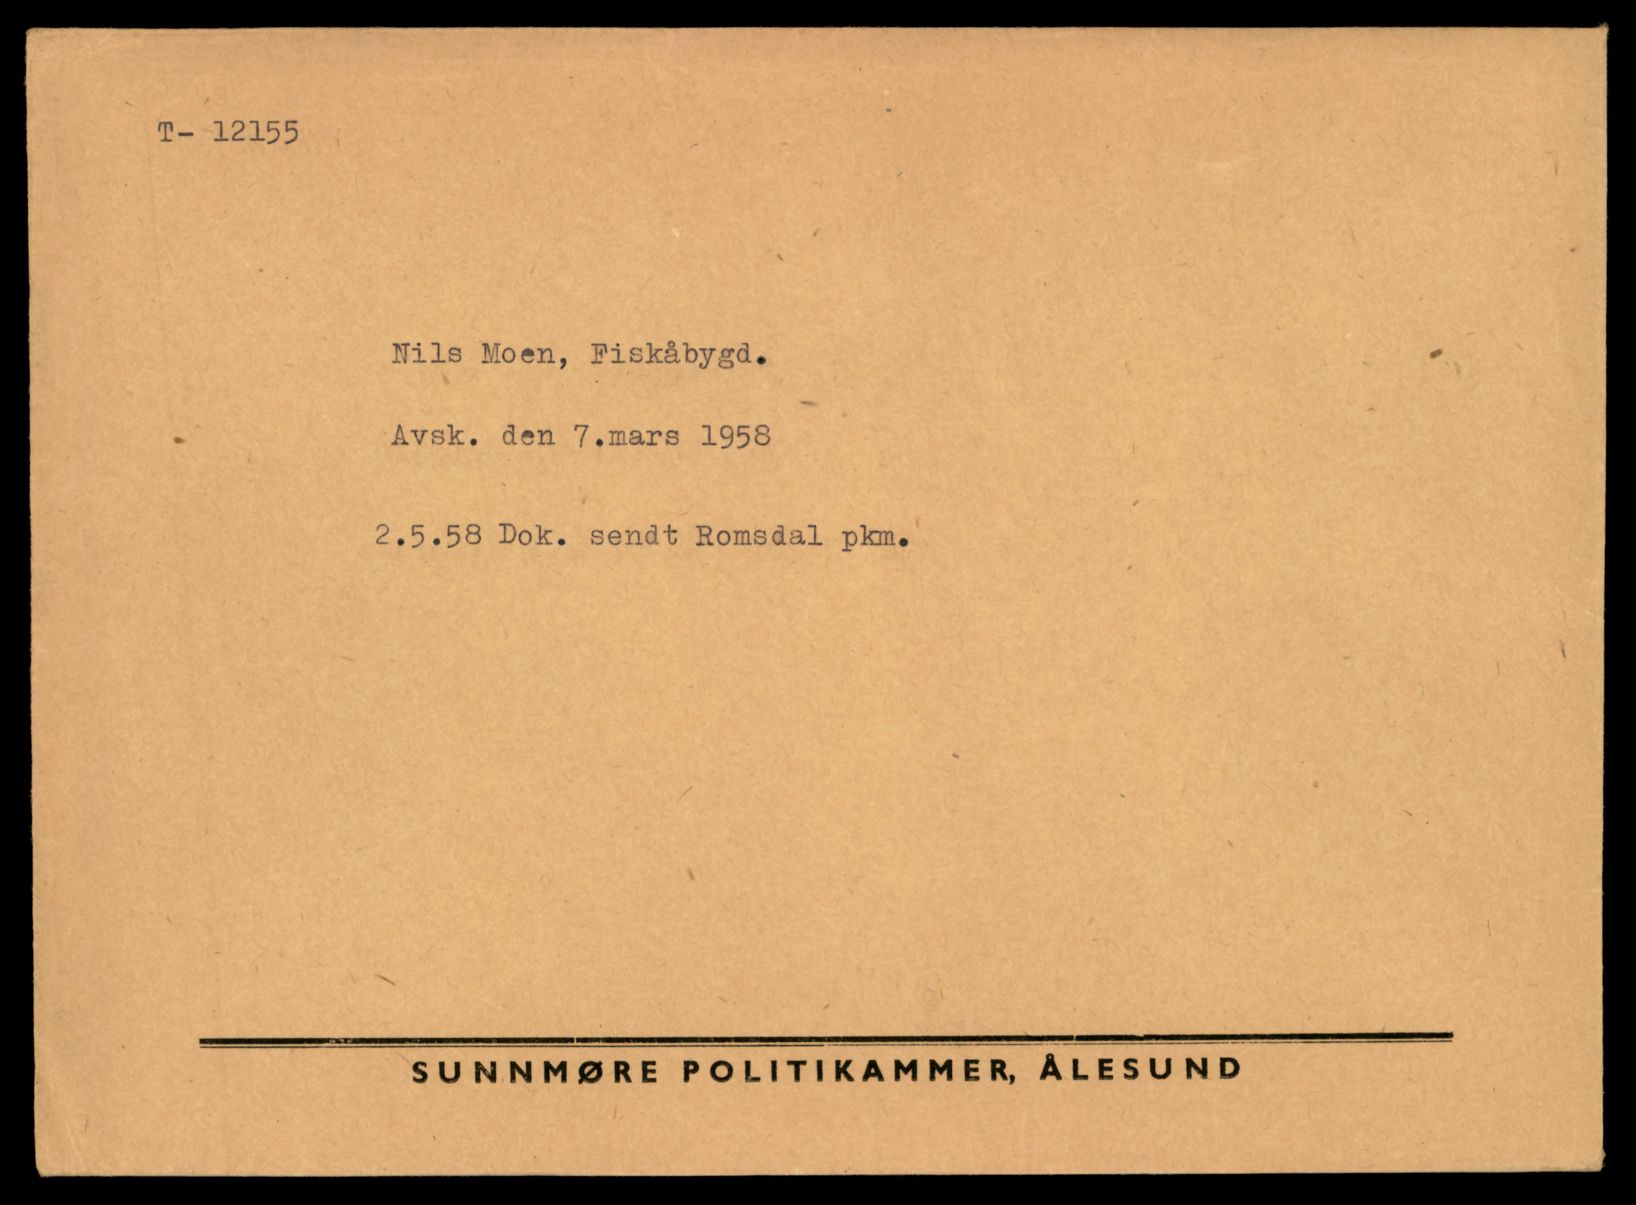 T- 12155
Nils Moen, Fiskåbygd.
Avsk. den 7.mars 1958
2.5.58 Dok. sendt Romsdal pkm.
SUNNMØRE POLITIKAMMER, ÅLESUND